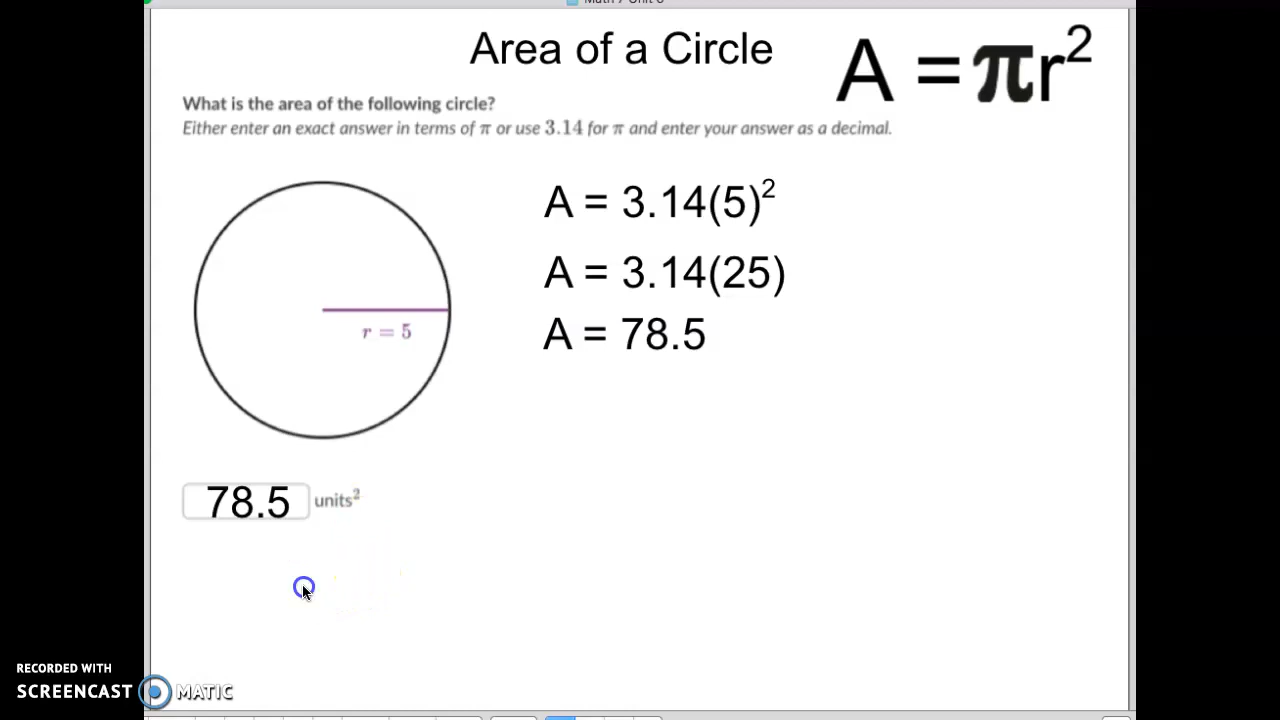 Area of a Circle
A = πr²
What is the area of the following circle?
Either enter an exact answer in terms of π or use 3.14 for π and enter your answer as a decimal.
A = 3.14(5)²
A = 3.14(25)
r = 5
A = 78.5
78.5 units²
RECORDED WITH
SCREENCAST MATIC